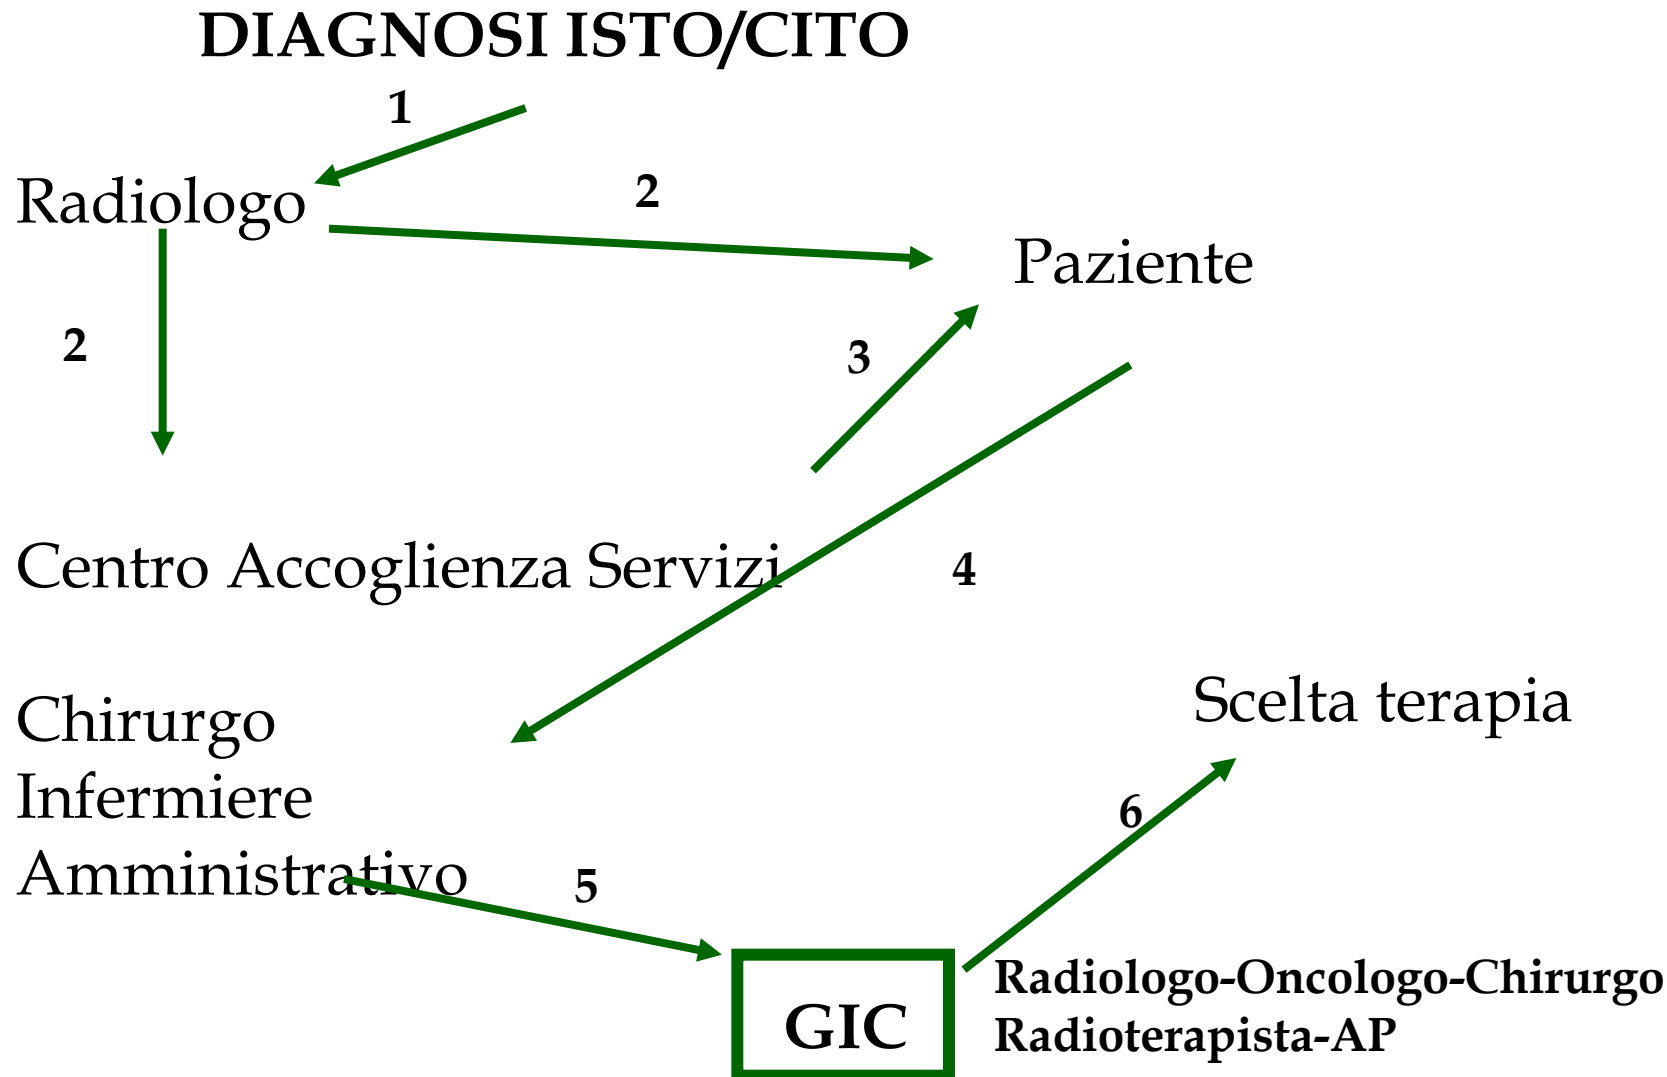 DIAGNOSI ISTO/CITO
1
Radiologo
2
Paziente
2
3
Centro Accoglienza Servizi
4
Chirurgo
Infermiere
Amministrativo
Scelta terapia
5
6
GIC
Radiologo-Oncologo-Chirurgo
Radioterapista-AP